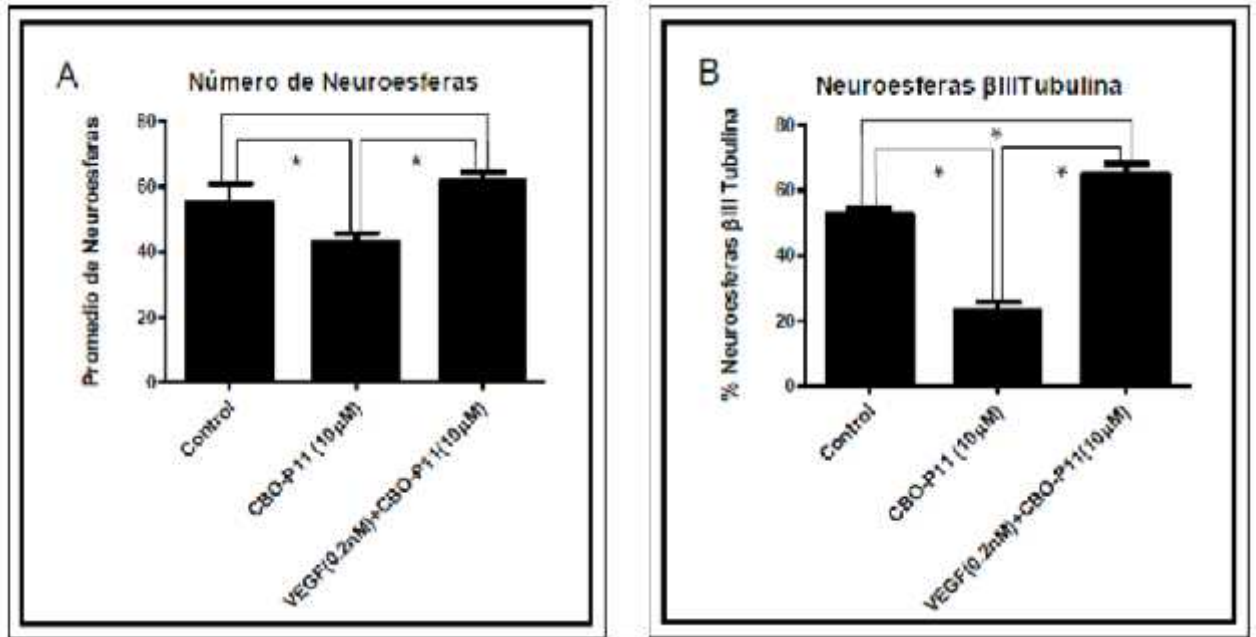 A
Número de Neuroesferas
Promedio de Neuroesferas
80
60
40
20
0
*
*
Control
CBO-P11 (10µM)
VEGF(0.2nM)+CBO-P11(10µM)
B
Neuroesferas βIIITubulina
% Neuroesferas βIII Tubulina
80
60
40
20
0
*
*
*
Control
CBO-P11 (10µM)
VEGF(0.2nM)+CBO-P11(10µM)